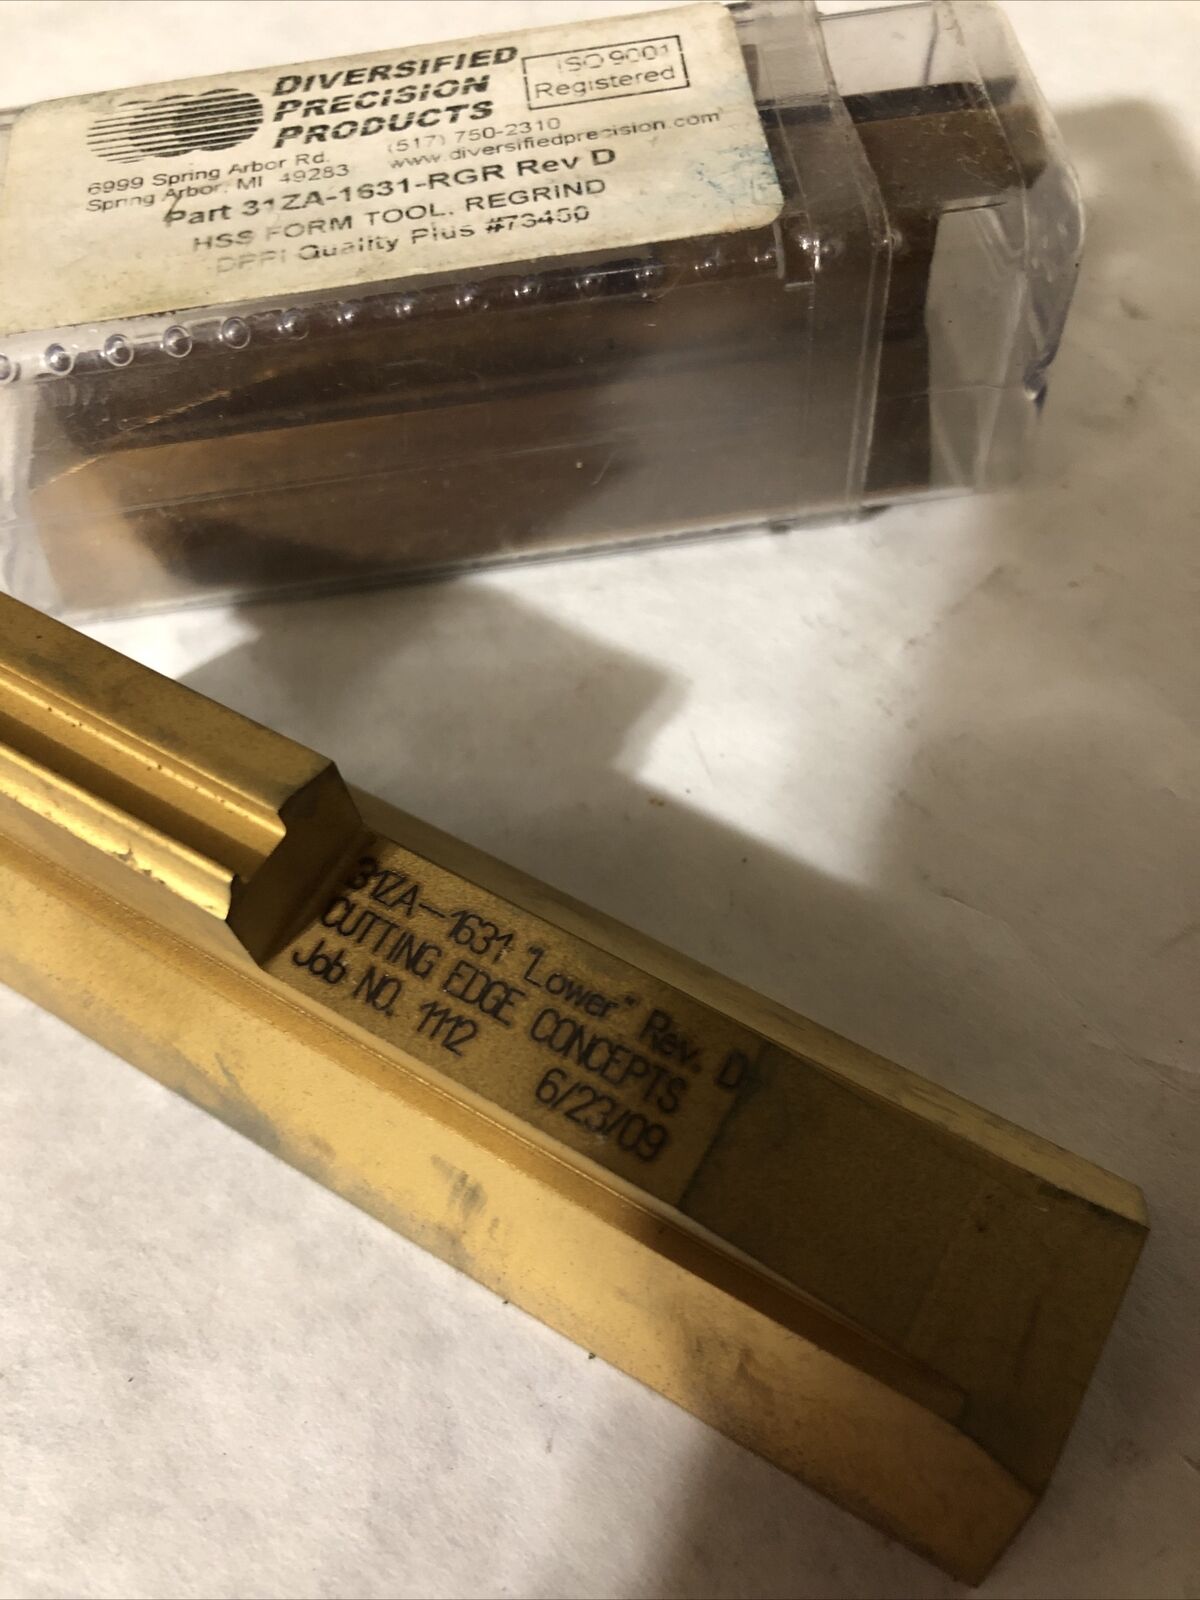 DIVERSIFIED
PRECISION
PRODUCTS
ISO 9001
Registered
6999 Spring Arbor Rd.
Spring Arbor, MI 49283
(517) 750-2310
www.diversifiedprecision.com
Part 31ZA-1631-RGR Rev D
HSS FORM TOOL, REGRIND
DPPI Quality Plus #73450
31ZA-1631 "Lower" Rev. D
CUTTING EDGE CONCEPTS
Job NO. 1112 6/23/09